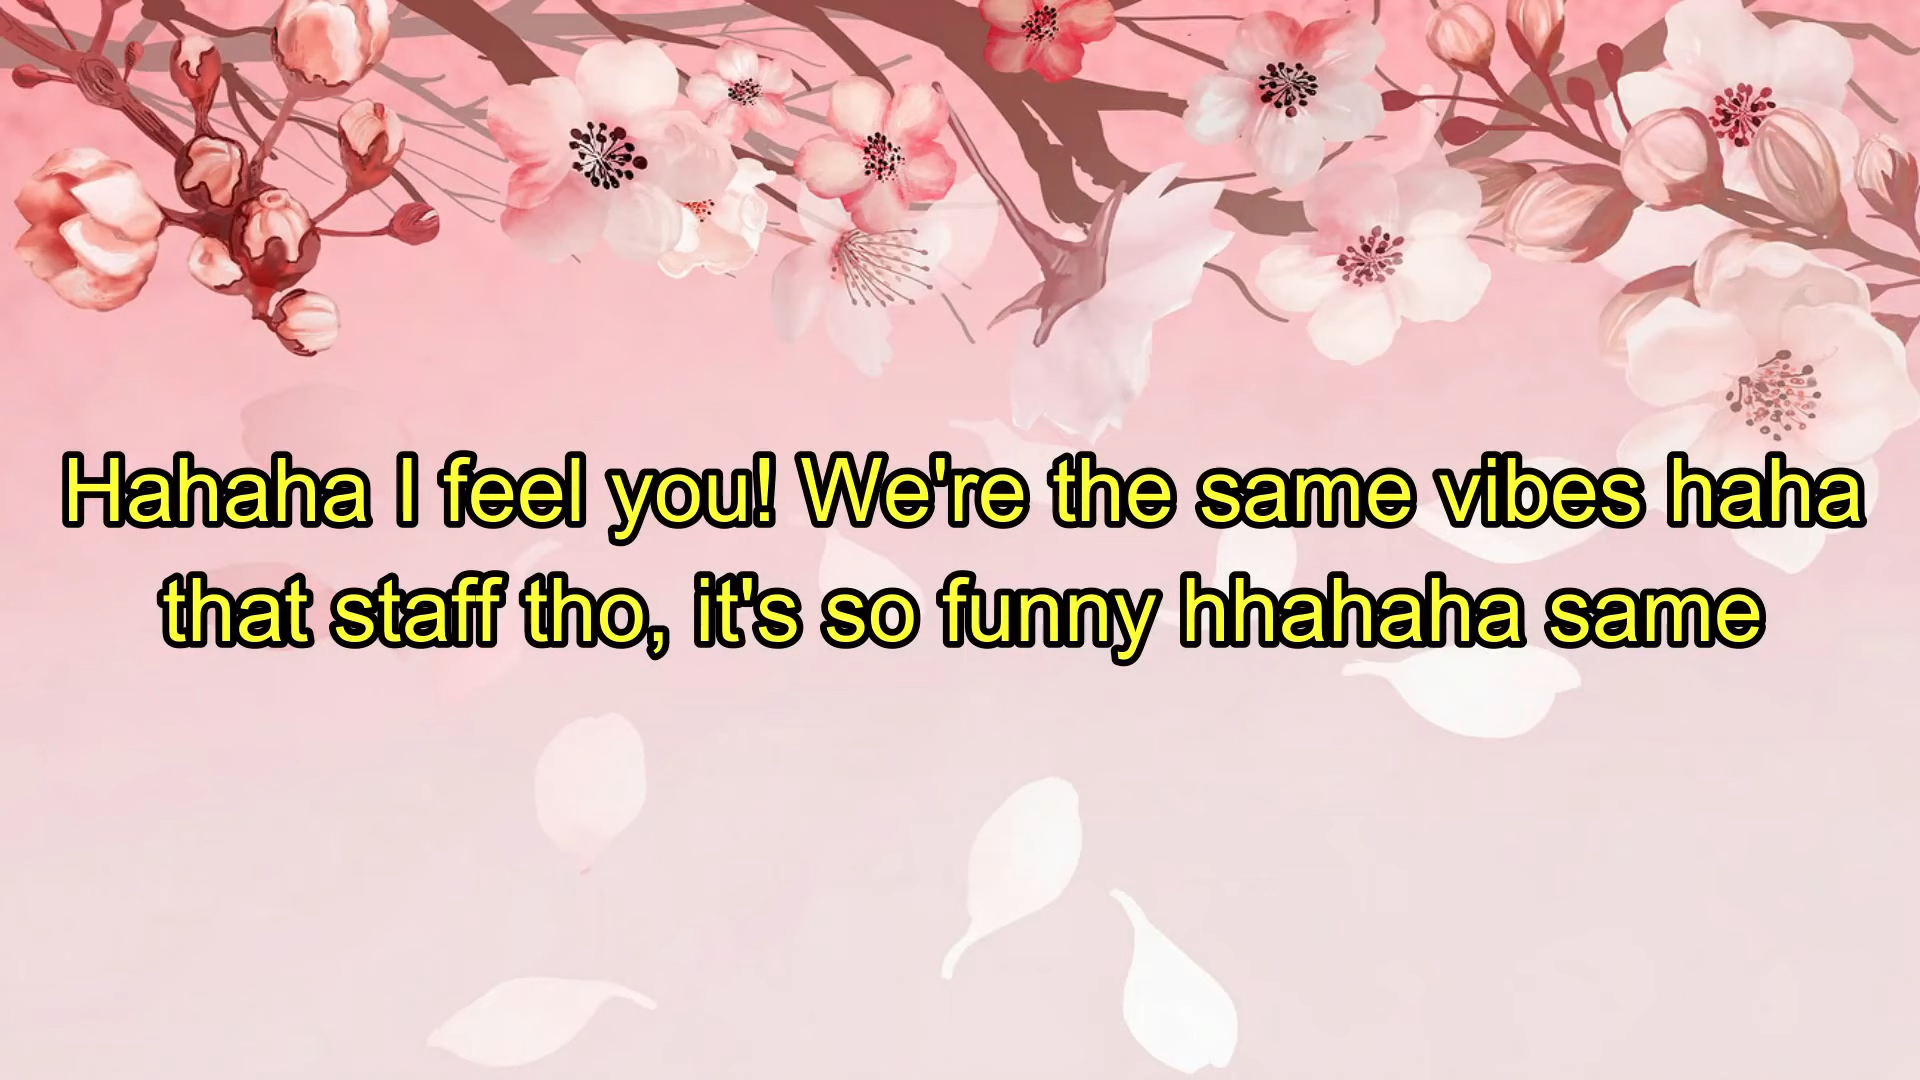 Hahaha I feel you! We're the same vibes haha
that staff tho, it's so funny hhahaha same